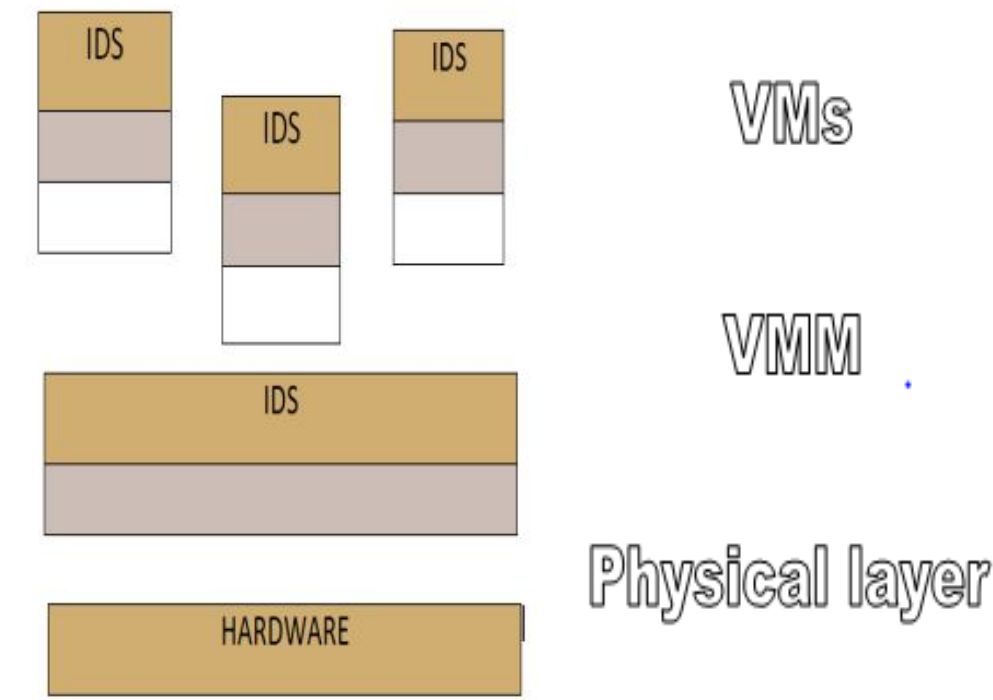 IDS
IDS
IDS
VMs
VMM
IDS
Physical layer
HARDWARE